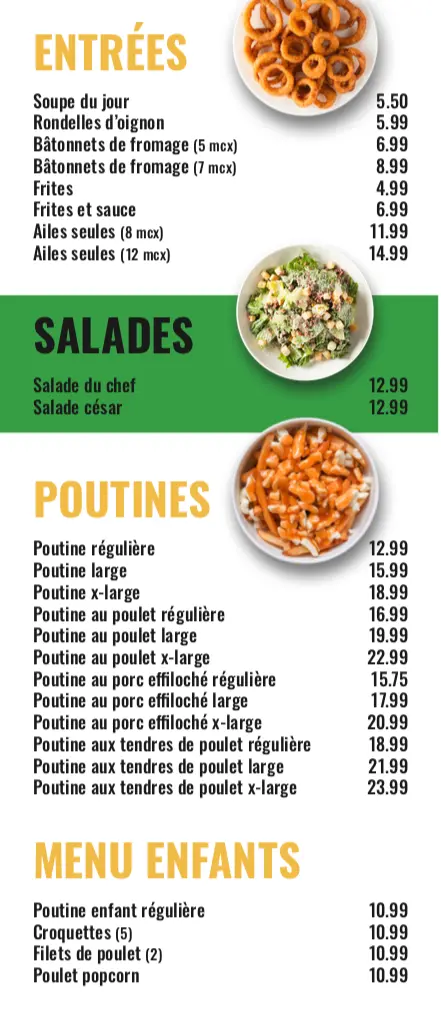 ENTRÉES
Soupe du jour 5.50
Rondelles d'oignon 5.99
Bâtonnets de fromage (5 mcx) 6.99
Bâtonnets de fromage (7 mcx) 8.99
Frites 4.99
Frites et sauce 6.99
Ailes seules (8 mcx) 11.99
Ailes seules (12 mcx) 14.99
SALADES
Salade du chef 12.99
Salade césar 12.99
POUTINES
Poutine régulière 12.99
Poutine large 15.99
Poutine x-large 18.99
Poutine au poulet régulière 16.99
Poutine au poulet large 19.99
Poutine au poulet x-large 22.99
Poutine au porc effiloché régulière 15.75
Poutine au porc effiloché large 17.99
Poutine au porc effiloché x-large 20.99
Poutine aux tendres de poulet régulière 18.99
Poutine aux tendres de poulet large 21.99
Poutine aux tendres de poulet x-large 23.99
MENU ENFANTS
Poutine enfant régulière 10.99
Croquettes (5) 10.99
Filets de poulet (2) 10.99
Poulet popcorn 10.99